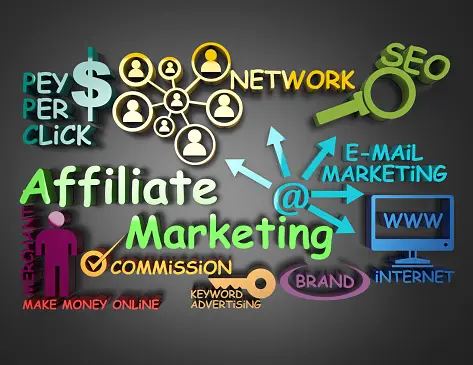 PEY
PER
CLiCK
$
NETWORK
SEO
E-MAiL
MARKETiNG
Affiliate
Marketing
@
WWW
iNTERNET
MERCHANT
COMMiSSiON
MAKE MONEY ONLiNE
KEYWORD
ADVERTiSiNG
BRAND